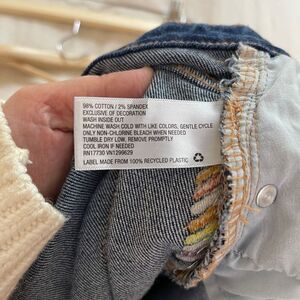 98% COTTON / 2% SPANDEX
EXCLUSIVE OF DECORATION
WASH INSIDE OUT
MACHINE WASH COLD WITH LIKE COLORS, GENTLE CYCLE
ONLY NON-CHLORINE BLEACH WHEN NEEDED
TUMBLE DRY LOW, REMOVE PROMPTLY
COOL IRON IF NEEDED
RN17730 VN1299629
LABEL MADE FROM 100% RECYCLED PLASTIC